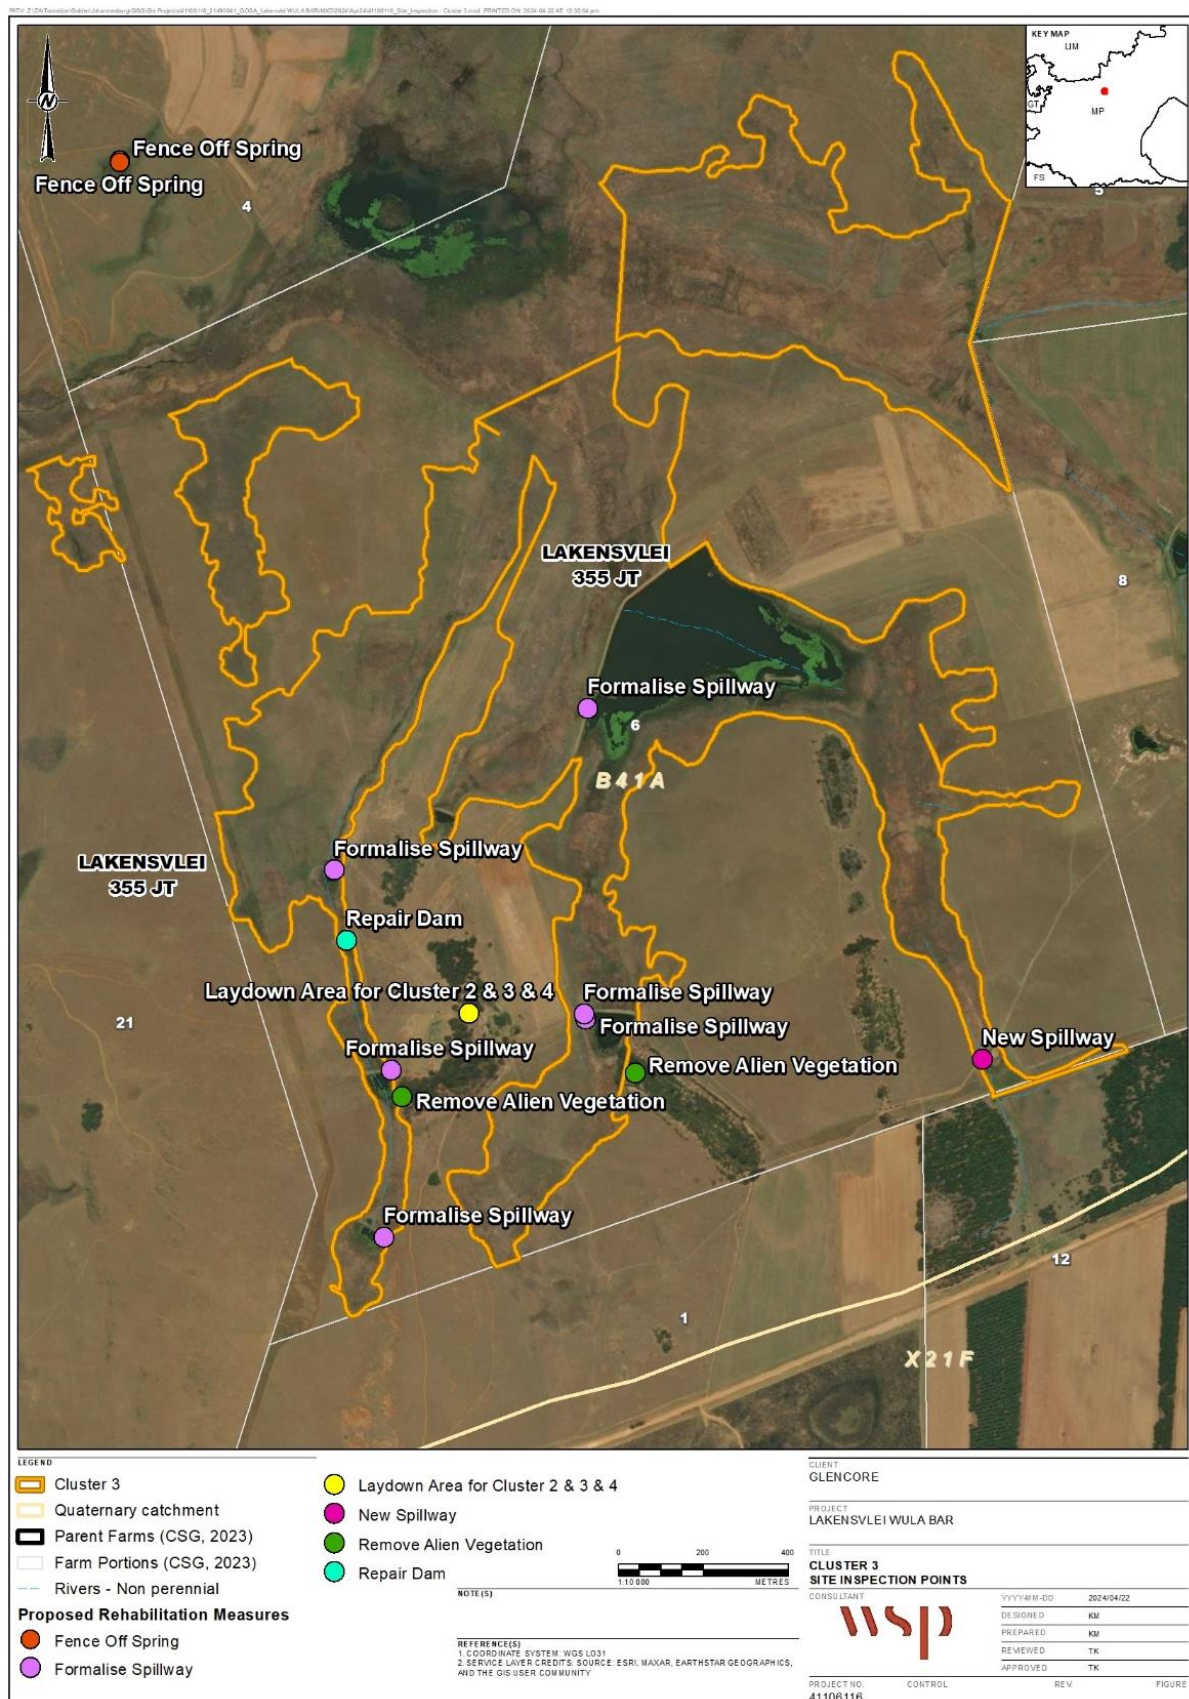 KEY MAP
LIM
GT
MP
FS
Fence Off Spring
Fence Off Spring
4
5
LAKENSVLEI
355 JT
8
Formalise Spillway
6
B41A
Formalise Spillway
LAKENSVLEI
355 JT
Repair Dam
Laydown Area for Cluster 2 & 3 & 4
Formalise Spillway
Formalise Spillway
21
New Spillway
Formalise Spillway
Remove Alien Vegetation
Remove Alien Vegetation
Formalise Spillway
12
1
X21F
LEGEND
Cluster 3
Quaternary catchment
Parent Farms (CSG, 2023)
Farm Portions (CSG, 2023)
Rivers - Non perennial
Proposed Rehabilitation Measures
Fence Off Spring
Formalise Spillway
Laydown Area for Cluster 2 & 3 & 4
New Spillway
Remove Alien Vegetation
Repair Dam
0 200 400
1:10 000 METRES
NOTE(S)
REFERENCE(S)
1. COORDINATE SYSTEM: WGS LO31
2. SERVICE LAYER CREDITS: SOURCE: ESRI, MAXAR, EARTHSTAR GEOGRAPHICS,
AND THE GIS USER COMMUNITY
CLIENT
GLENCORE
PROJECT
LAKENSVLEI WULA BAR
TITLE
CLUSTER 3
SITE INSPECTION POINTS
CONSULTANT
wsp
YYYY-MM-DD 2024/04/22
DESIGNED KM
PREPARED KM
REVIEWED TK
APPROVED TK
PROJECT NO. CONTROL REV. FIGURE
41106116